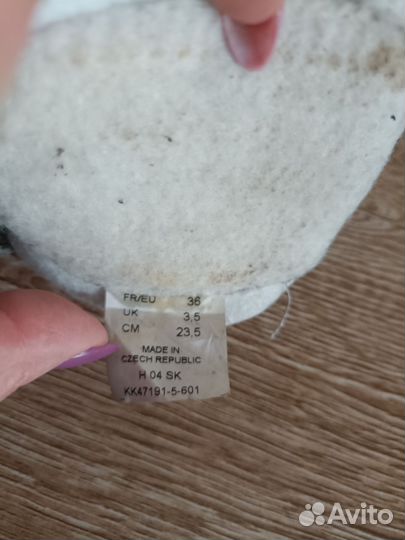 FR/EU 36
UK 3,5
CM 23,5
MADE IN
CZECH REPUBLIC
H 04 SK
KK47191-5-601
Avito